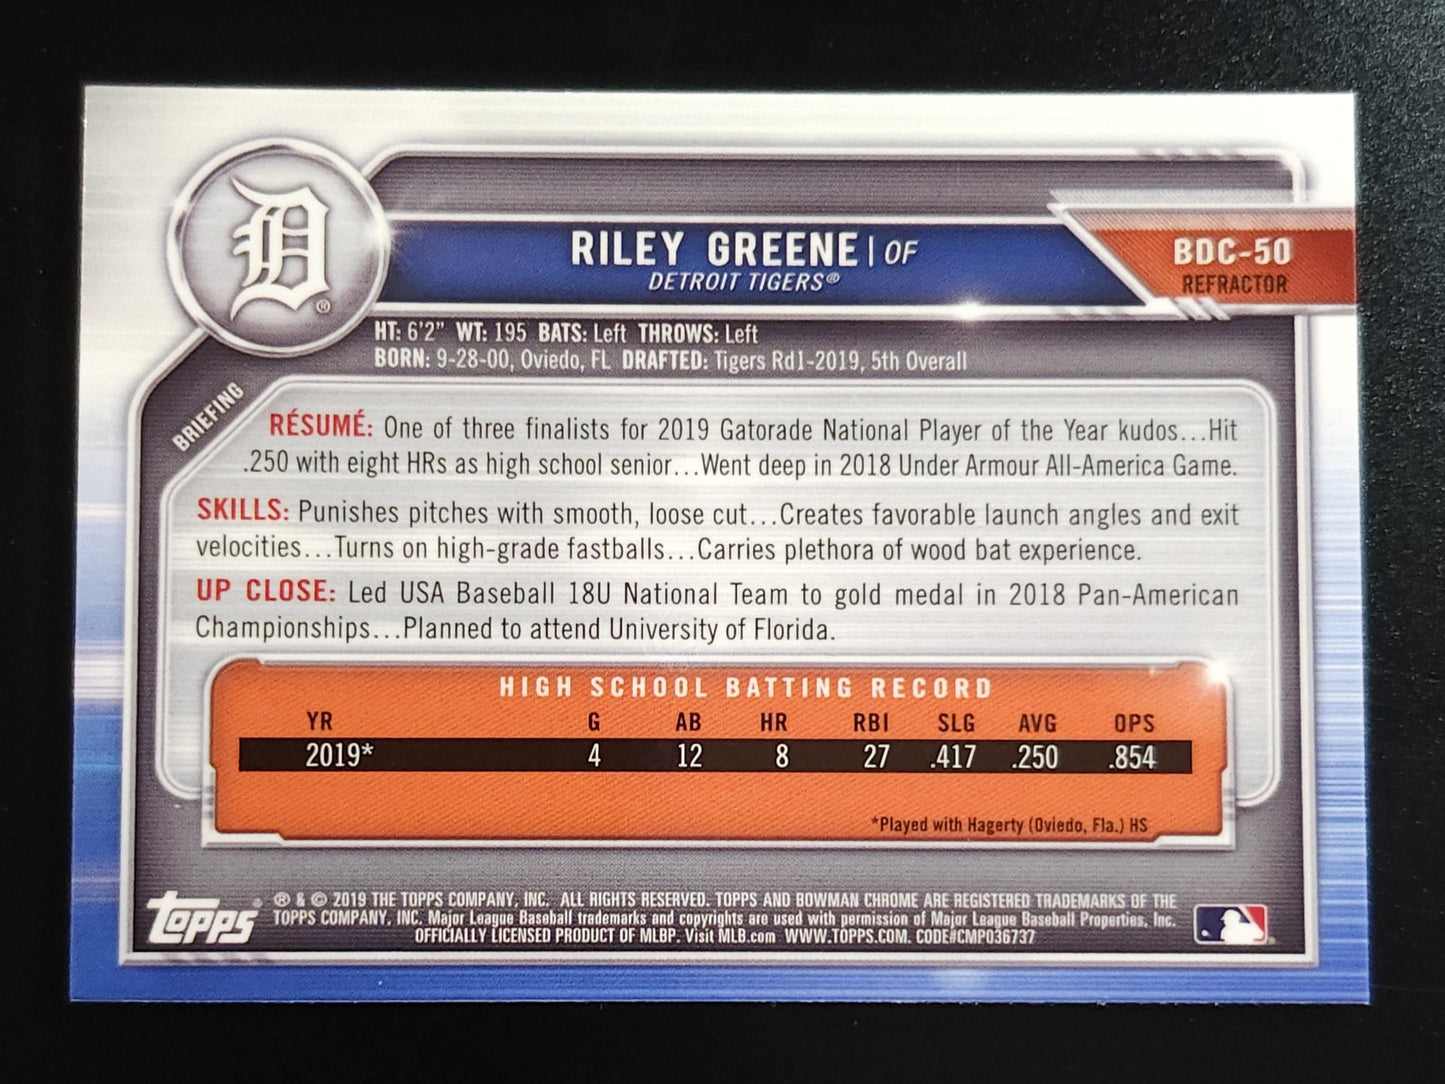 RILEY GREENE | OF
DETROIT TIGERS®
BDC-50
REFRACTOR
D
®
HT: 6'2" WT: 195 BATS: Left THROWS: Left
BORN: 9-28-00, Oviedo, FL DRAFTED: Tigers Rd1-2019, 5th Overall
BRIEFING
RÉSUMÉ: One of three finalists for 2019 Gatorade National Player of the Year kudos...Hit
.250 with eight HRs as high school senior...Went deep in 2018 Under Armour All-America Game.
SKILLS: Punishes pitches with smooth, loose cut...Creates favorable launch angles and exit
velocities...Turns on high-grade fastballs...Carries plethora of wood bat experience.
UP CLOSE: Led USA Baseball 18U National Team to gold medal in 2018 Pan-American
Championships...Planned to attend University of Florida.
HIGH SCHOOL BATTING RECORD
YR G AB HR RBI SLG AVG OPS
2019* 4 12 8 27 .417 .250 .854
*Played with Hagerty (Oviedo, Fla.) HS
topps®
® & © 2019 THE TOPPS COMPANY, INC. ALL RIGHTS RESERVED. TOPPS AND BOWMAN CHROME ARE REGISTERED TRADEMARKS OF THE
TOPPS COMPANY, INC. Major League Baseball trademarks and copyrights are used with permission of Major League Baseball Properties, Inc.
OFFICIALLY LICENSED PRODUCT OF MLBP. Visit MLB.com WWW.TOPPS.COM. CODE#CMP036737